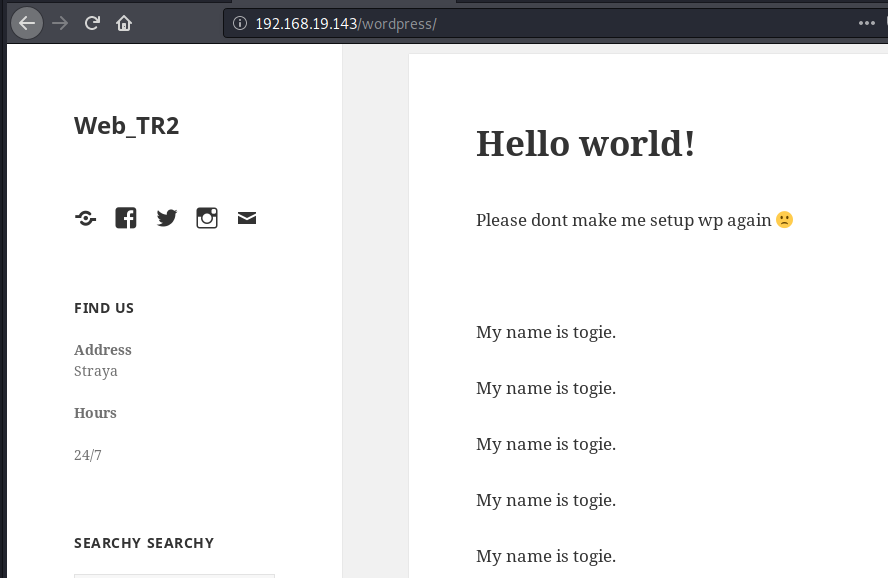 192.168.19.143/wordpress/
Web_TR2
FIND US
Address
Straya
Hours
24/7
SEARCHY SEARCHY
Hello world!
Please dont make me setup wp again 🙁
My name is togie.
My name is togie.
My name is togie.
My name is togie.
My name is togie.